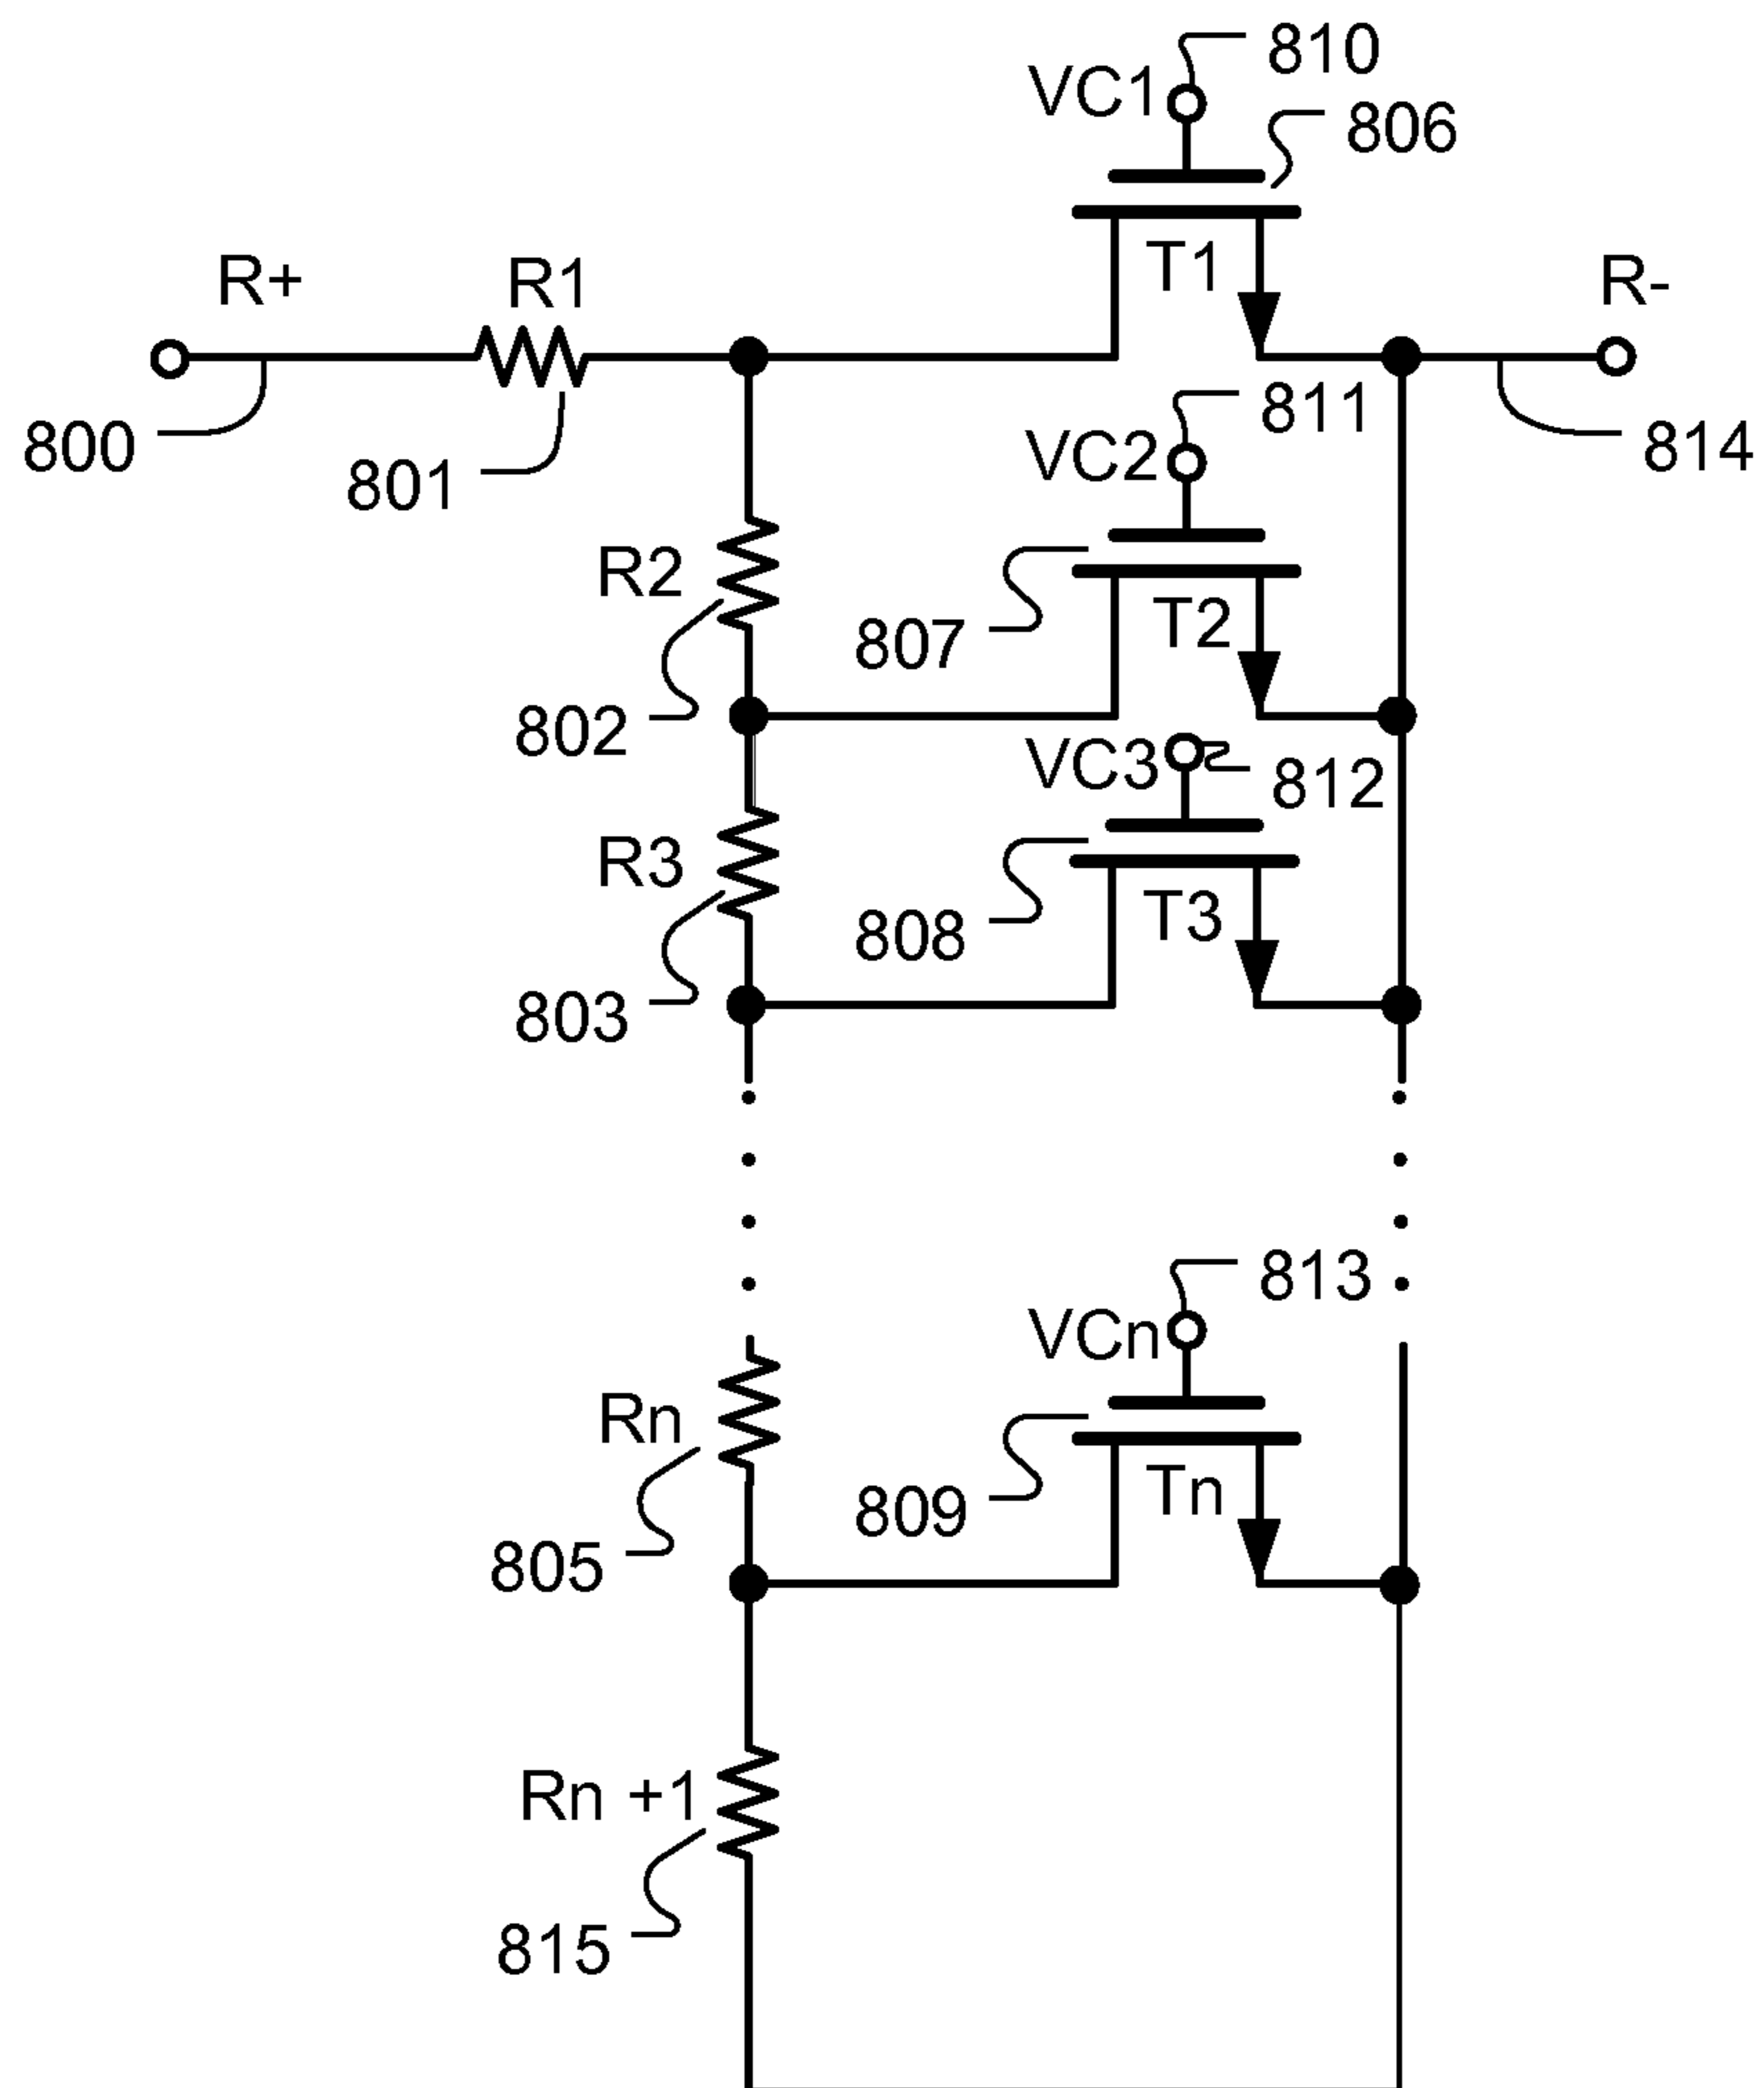 810
VC1
806
R+
R1
T1
R-
800
801
811
VC2
814
R2
807
T2
802
VC3
812
R3
808
T3
803
813
VCn
Rn
809
Tn
805
Rn +1
815